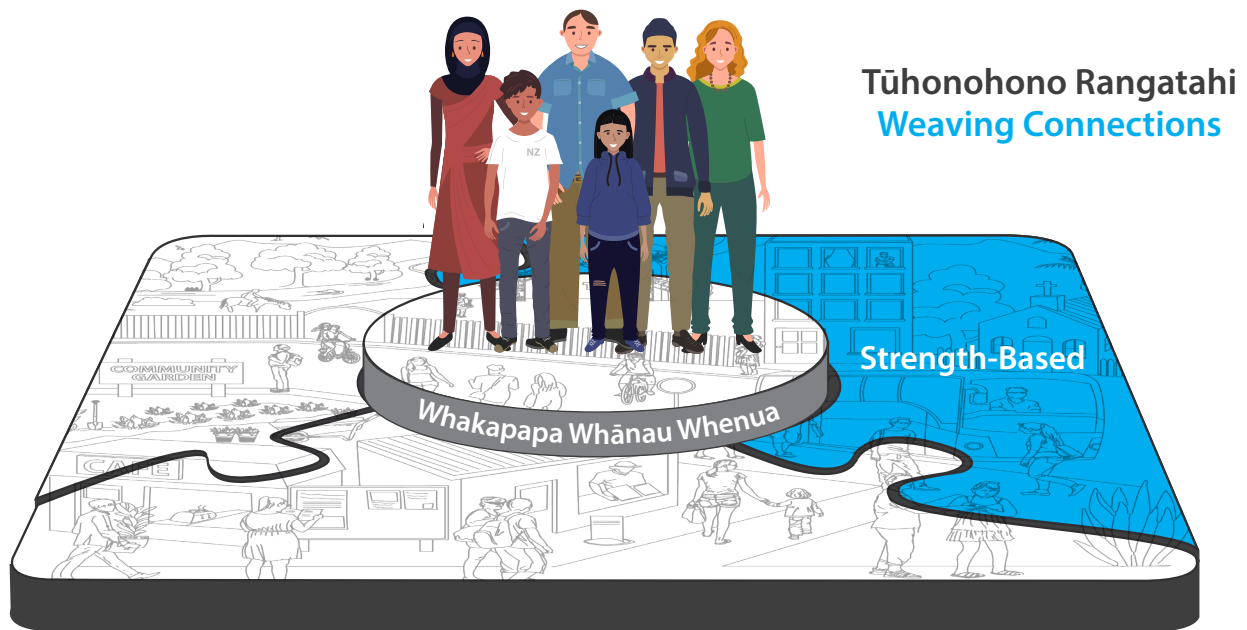 Tūhonohono Rangatahi
Weaving Connections
NZ
Strength-Based
COMMUNITY
GARDEN
Whakapapa Whānau Whenua
CAFE